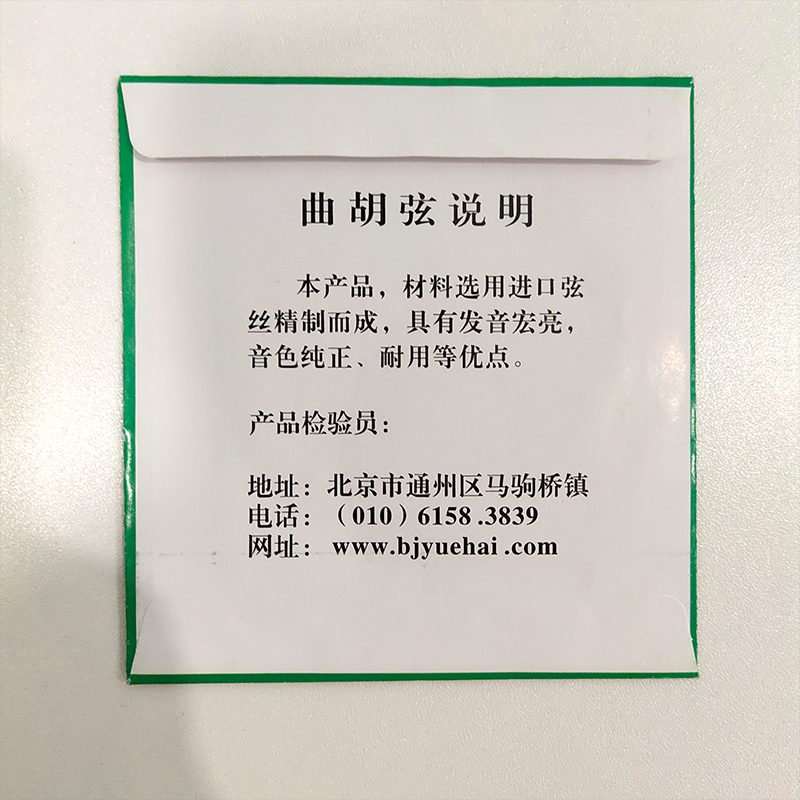 曲胡弦说明
本产品，材料选用进口弦
丝精制而成，具有发音宏亮，
音色纯正、耐用等优点。
产品检验员：
地址：北京市通州区马驹桥镇
电话：（010）6158.3839
网址：www.bjyuehai.com